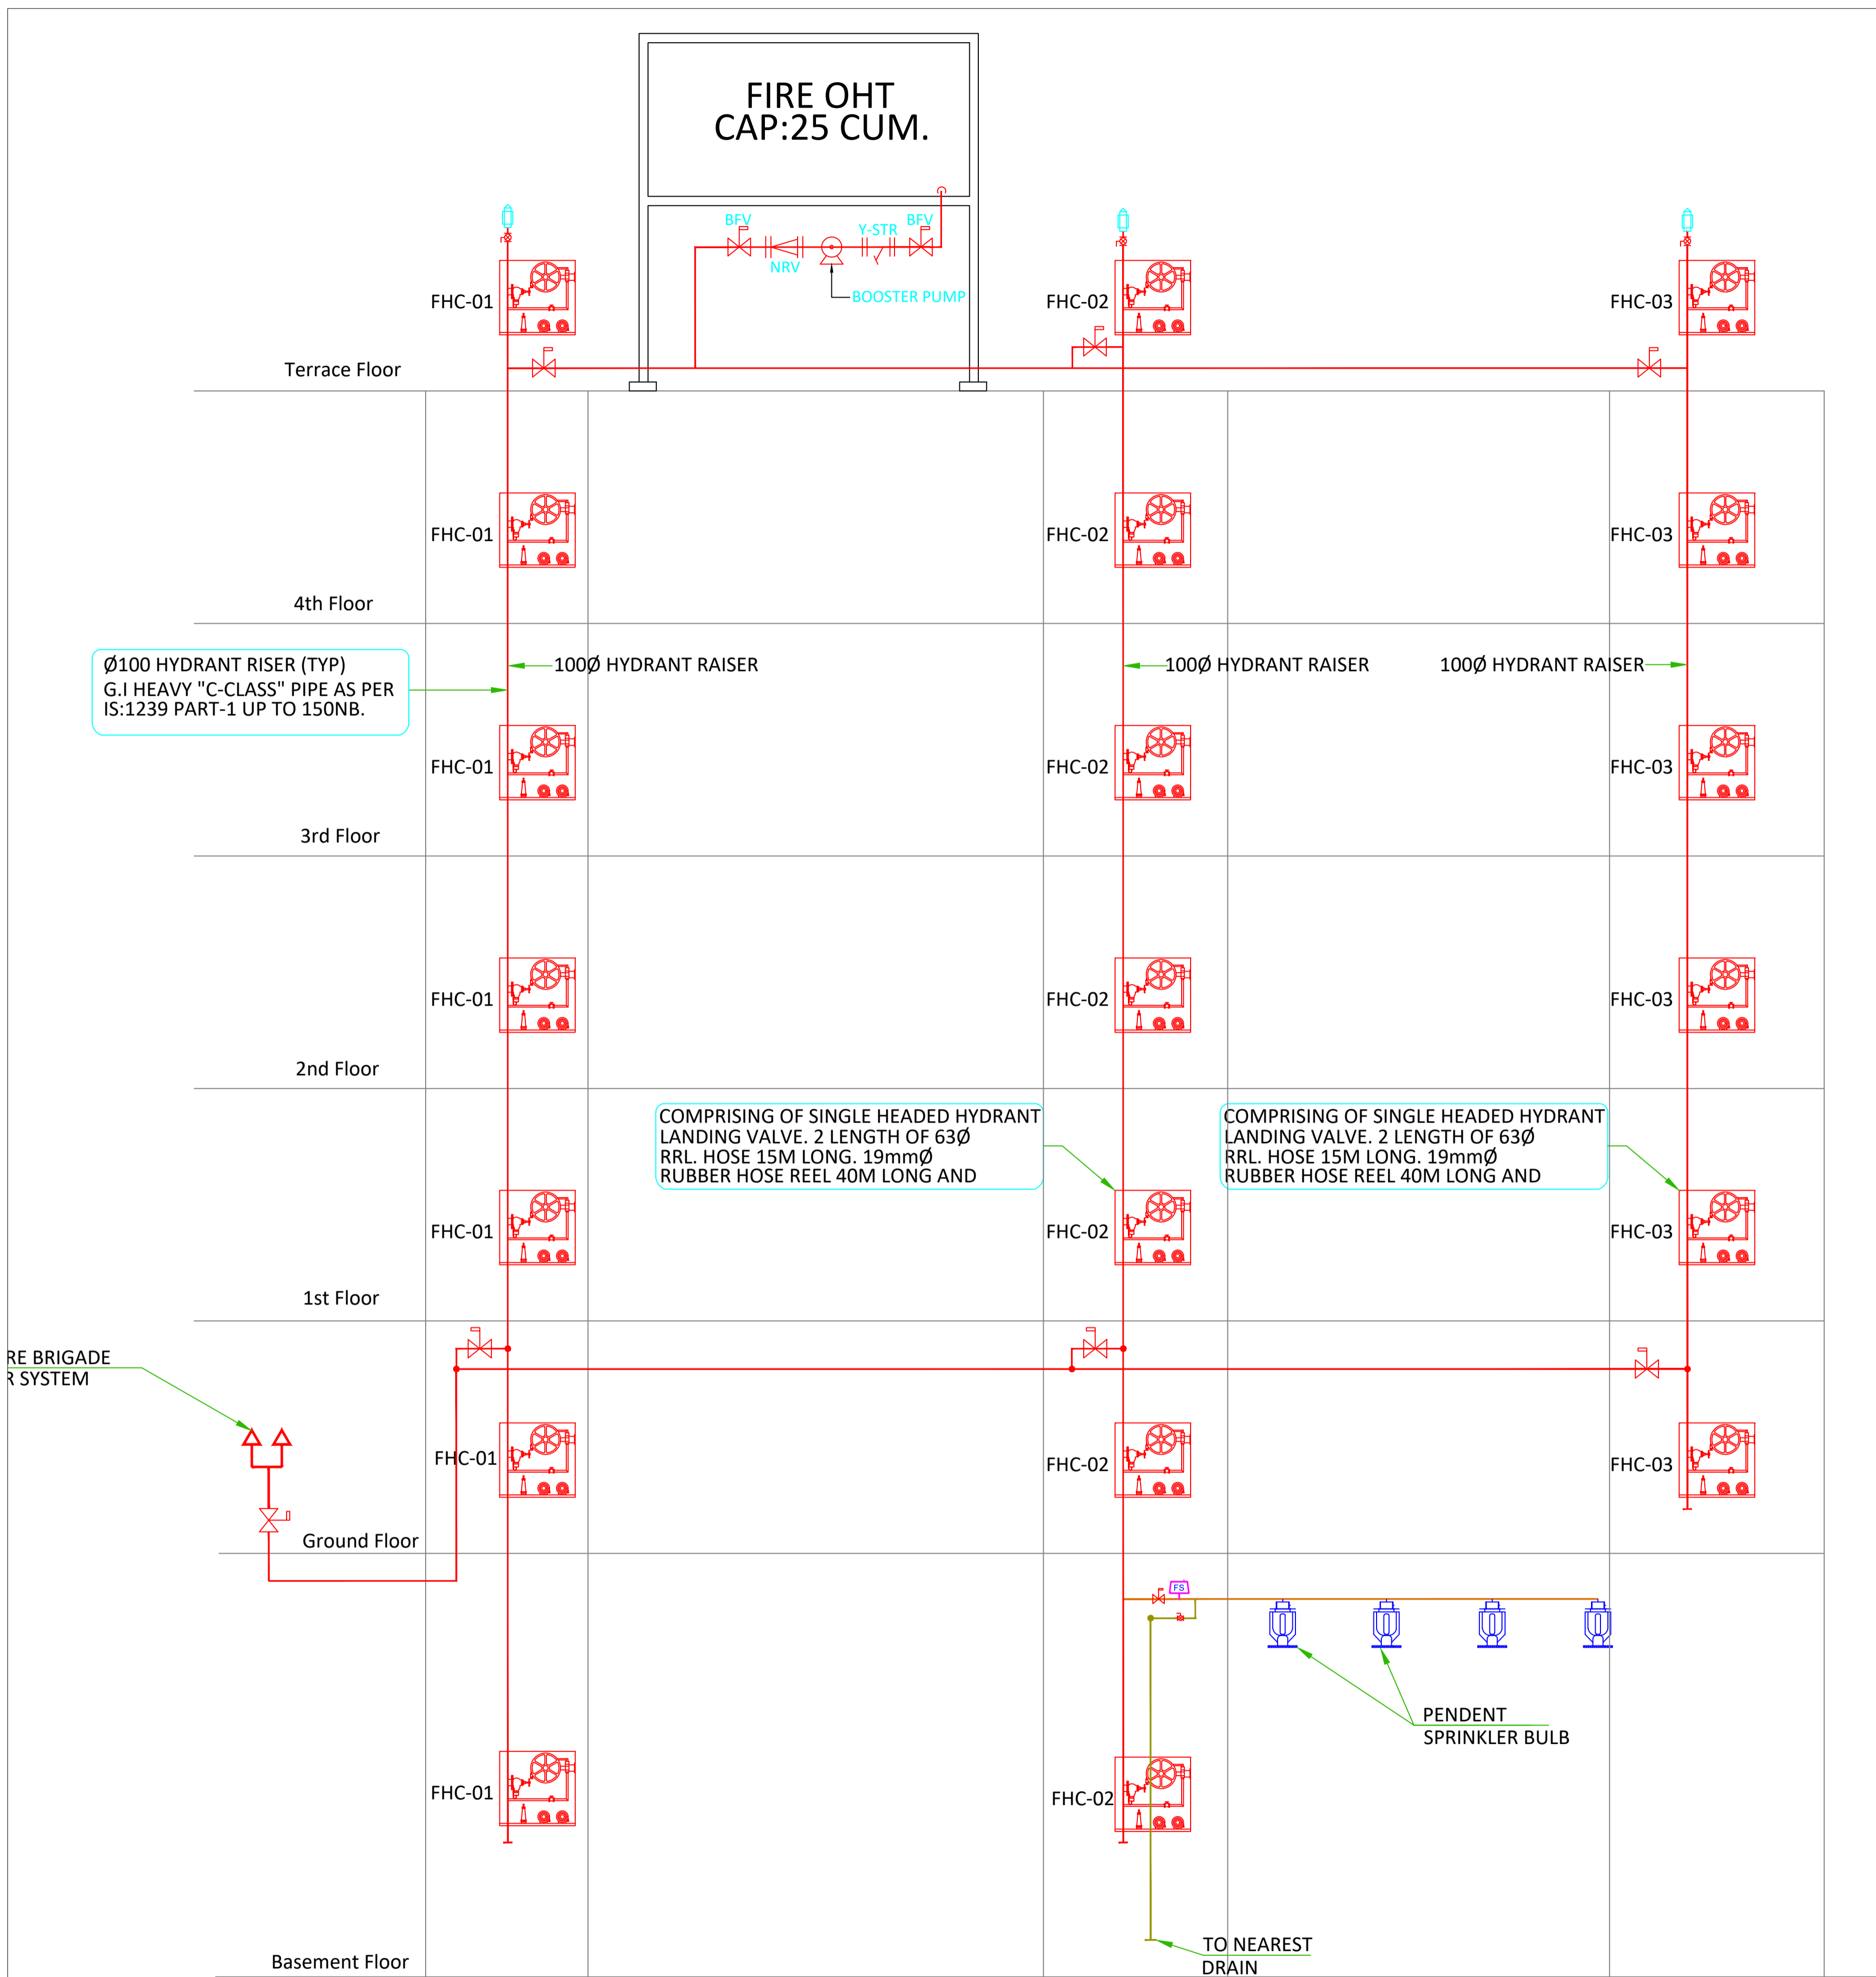 FIRE OHT
CAP:25 CUM.
BFV
Y-STR
BFV
NRV
BOOSTER PUMP
FHC-01
FHC-02
FHC-03
Terrace Floor
FHC-01
FHC-02
FHC-03
4th Floor
Ø100 HYDRANT RISER (TYP)
G.I HEAVY "C-CLASS" PIPE AS PER
IS:1239 PART-1 UP TO 150NB.
100Ø HYDRANT RAISER
100Ø HYDRANT RAISER
100Ø HYDRANT RAISER
FHC-01
FHC-02
FHC-03
3rd Floor
FHC-01
FHC-02
FHC-03
2nd Floor
COMPRISING OF SINGLE HEADED HYDRANT
LANDING VALVE. 2 LENGTH OF 63Ø
RRL. HOSE 15M LONG. 19mmØ
RUBBER HOSE REEL 40M LONG AND
COMPRISING OF SINGLE HEADED HYDRANT
LANDING VALVE. 2 LENGTH OF 63Ø
RRL. HOSE 15M LONG. 19mmØ
RUBBER HOSE REEL 40M LONG AND
FHC-01
FHC-02
FHC-03
1st Floor
RE BRIGADE
R SYSTEM
FHC-01
FHC-02
FHC-03
Ground Floor
FS
PENDENT
SPRINKLER BULB
FHC-01
FHC-02
TO NEAREST
DRAIN
Basement Floor